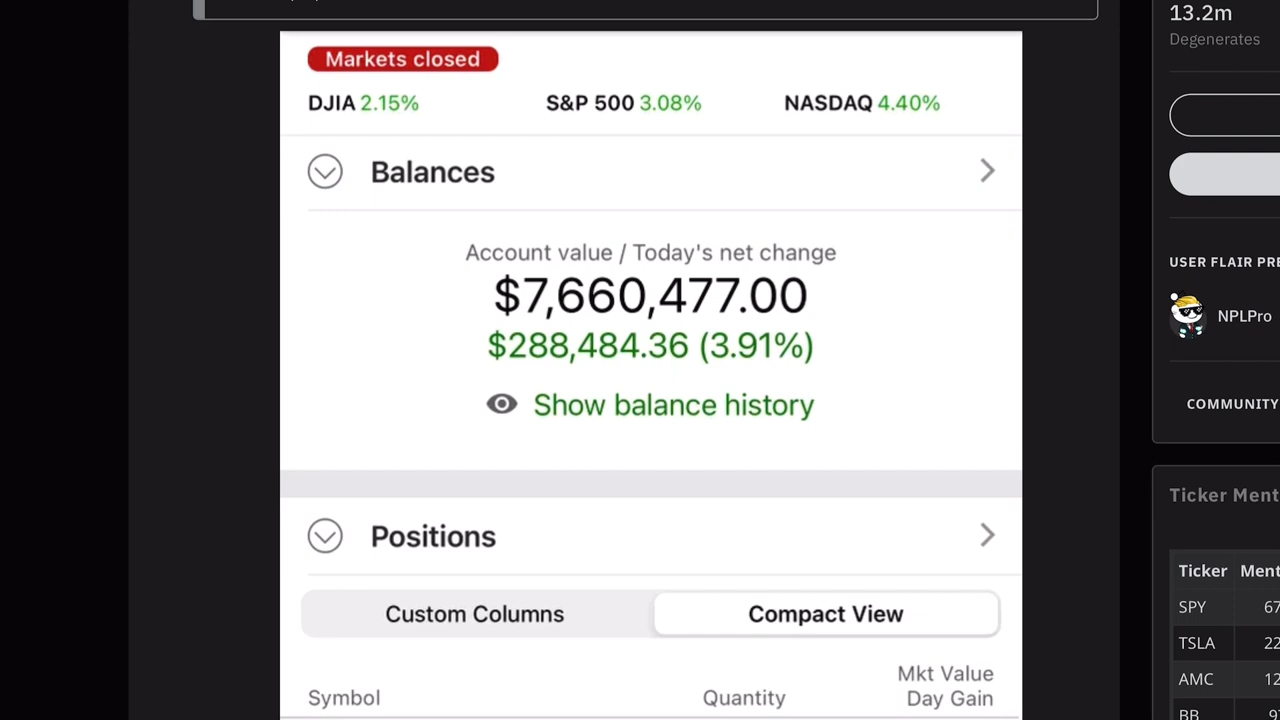 Markets closed
DJIA 2.15% S&P 500 3.08% NASDAQ 4.40%
Balances
Account value / Today's net change
$7,660,477.00
$288,484.36 (3.91%)
Show balance history
Positions
Custom Columns Compact View
Mkt Value
Symbol Quantity Day Gain
13.2m
Degenerates
USER FLAIR PRE
NPLPro
COMMUNITY
Ticker Ment
Ticker Ment
SPY 67
TSLA 22
AMC 12
BB